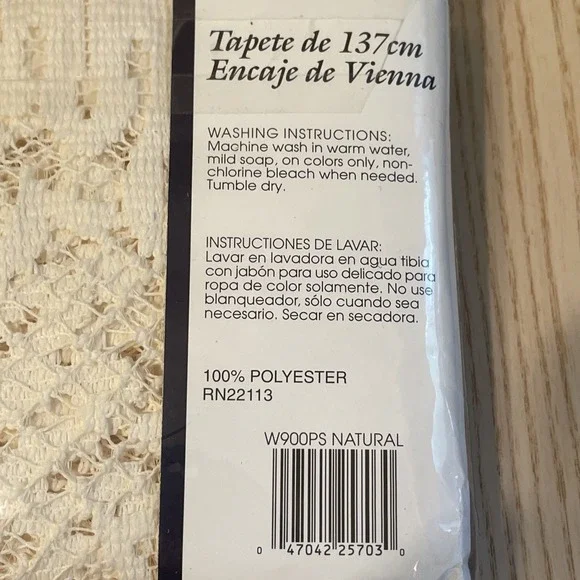 Tapete de 137cm
Encaje de Vienna
WASHING INSTRUCTIONS:
Machine wash in warm water,
mild soap, on colors only, non-
chlorine bleach when needed.
Tumble dry.
INSTRUCTIONES DE LAVAR:
Lavar en lavadora en agua tibia
con jabón para uso delicado para
ropa de color solamente. No use
blanqueador, sólo cuando sea
necesario. Secar en secadora.
100% POLYESTER
RN22113
W900PS NATURAL
0 47042 25703 0